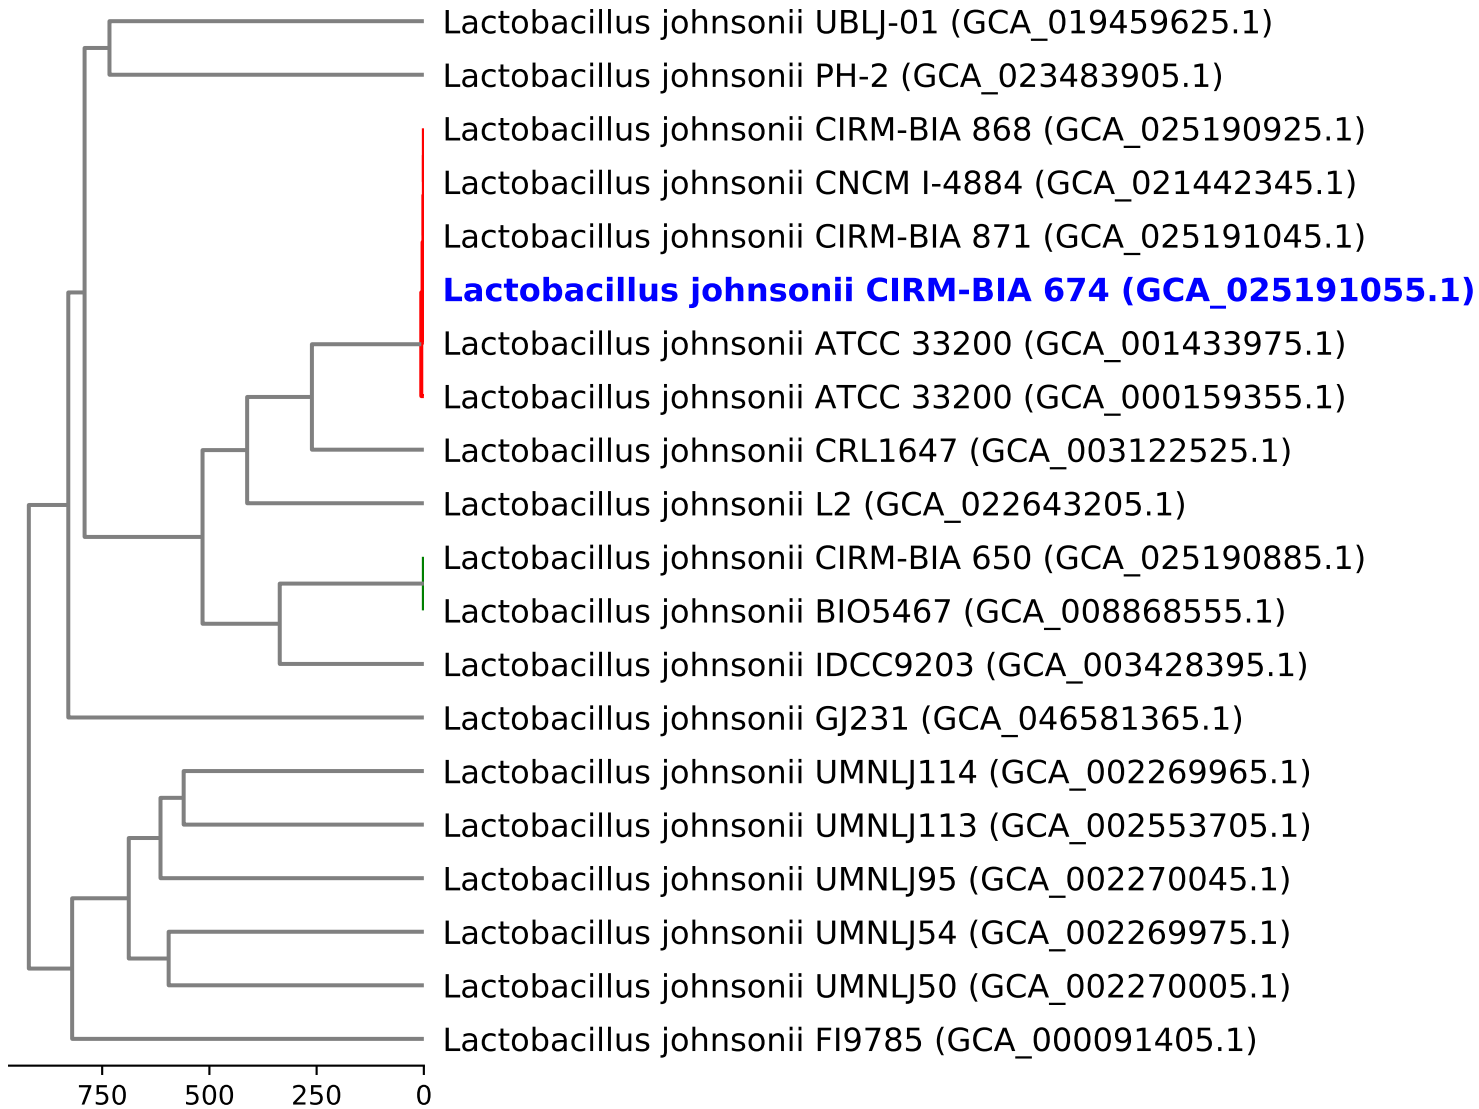 Lactobacillus johnsonii UBLJ-01 (GCA_019459625.1)
Lactobacillus johnsonii PH-2 (GCA_023483905.1)
Lactobacillus johnsonii CIRM-BIA 868 (GCA_025190925.1)
Lactobacillus johnsonii CNCM I-4884 (GCA_021442345.1)
Lactobacillus johnsonii CIRM-BIA 871 (GCA_025191045.1)
Lactobacillus johnsonii CIRM-BIA 674 (GCA_025191055.1)
Lactobacillus johnsonii ATCC 33200 (GCA_001433975.1)
Lactobacillus johnsonii ATCC 33200 (GCA_000159355.1)
Lactobacillus johnsonii CRL1647 (GCA_003122525.1)
Lactobacillus johnsonii L2 (GCA_022643205.1)
Lactobacillus johnsonii CIRM-BIA 650 (GCA_025190885.1)
Lactobacillus johnsonii BIO5467 (GCA_008868555.1)
Lactobacillus johnsonii IDCC9203 (GCA_003428395.1)
Lactobacillus johnsonii GJ231 (GCA_046581365.1)
Lactobacillus johnsonii UMNLJ114 (GCA_002269965.1)
Lactobacillus johnsonii UMNLJ113 (GCA_002553705.1)
Lactobacillus johnsonii UMNLJ95 (GCA_002270045.1)
Lactobacillus johnsonii UMNLJ54 (GCA_002269975.1)
Lactobacillus johnsonii UMNLJ50 (GCA_002270005.1)
Lactobacillus johnsonii FI9785 (GCA_000091405.1)
750 500 250 0